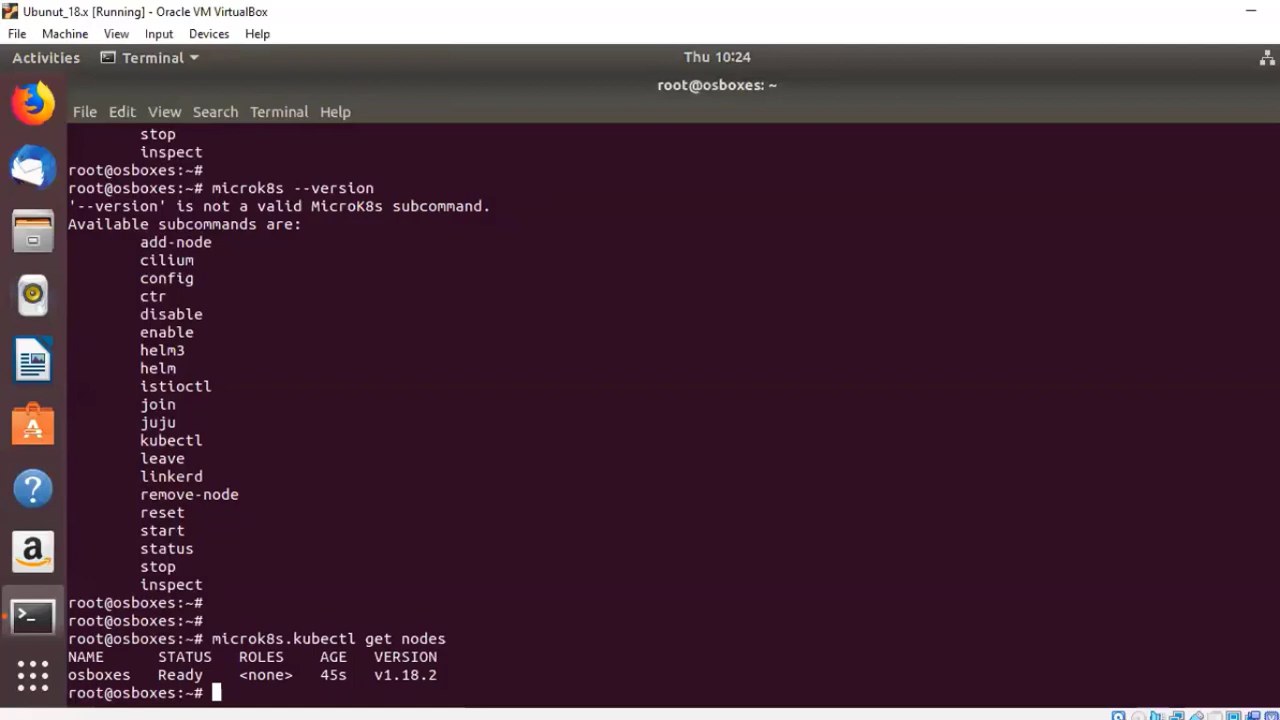 Ubunut_18.x [Running] - Oracle VM VirtualBox
File Machine View Input Devices Help
Activities Terminal Thu 10:24
root@osboxes: ~
File Edit View Search Terminal Help
stop
inspect
root@osboxes:~#
root@osboxes:~# microk8s --version
'--version' is not a valid MicroK8s subcommand.
Available subcommands are:
add-node
cilium
config
ctr
disable
enable
helm3
helm
istioctl
join
juju
kubectl
leave
linkerd
remove-node
reset
start
status
stop
inspect
root@osboxes:~#
root@osboxes:~#
root@osboxes:~# microk8s.kubectl get nodes
NAME STATUS ROLES AGE VERSION
osboxes Ready <none> 45s v1.18.2
root@osboxes:~#